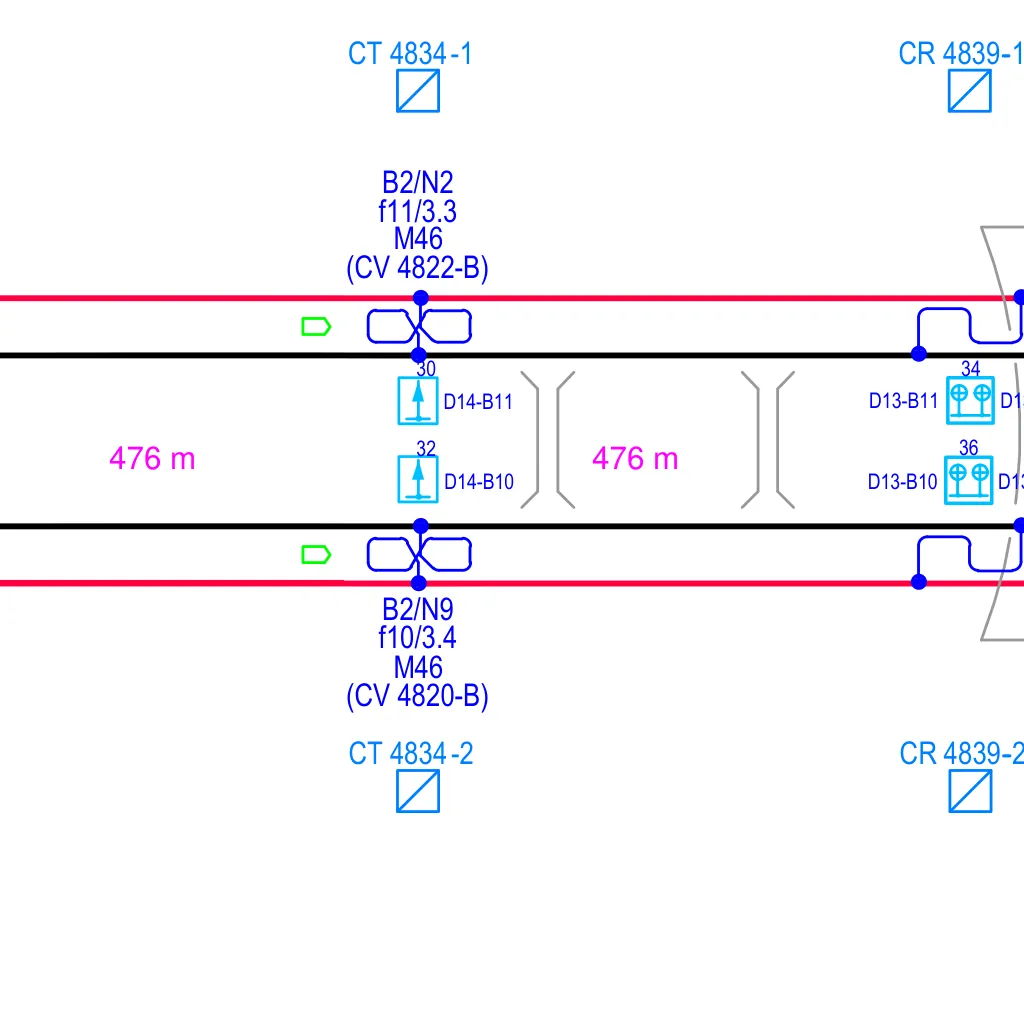 CT 4834-1
CR 4839-1
B2/N2
f11/3.3
M46
(CV 4822-B)
30
34
D14-B11
D13-B11
476 m
476 m
32
36
D14-B10
D13-B10
B2/N9
f10/3.4
M46
(CV 4820-B)
CT 4834-2
CR 4839-2